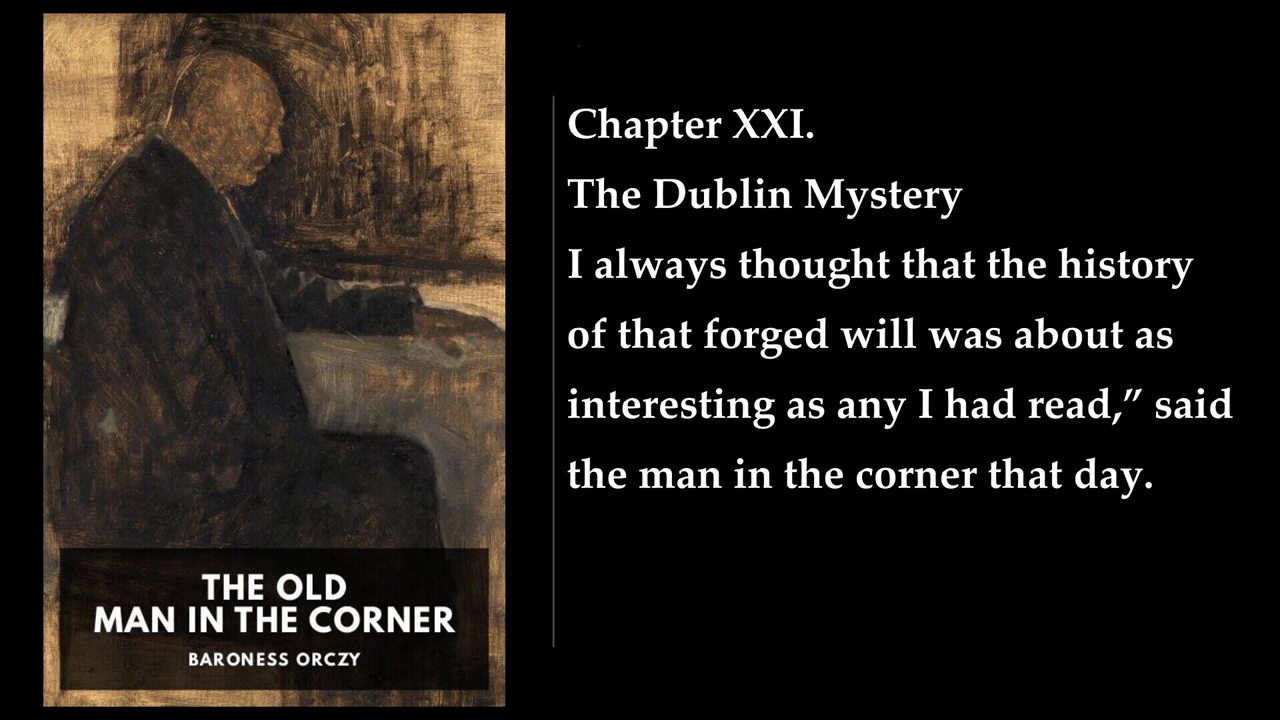 Chapter XXI.
The Dublin Mystery
I always thought that the history
of that forged will was about as
interesting as any I had read,” said
the man in the corner that day.
THE OLD
MAN IN THE CORNER
BARONESS ORCZY